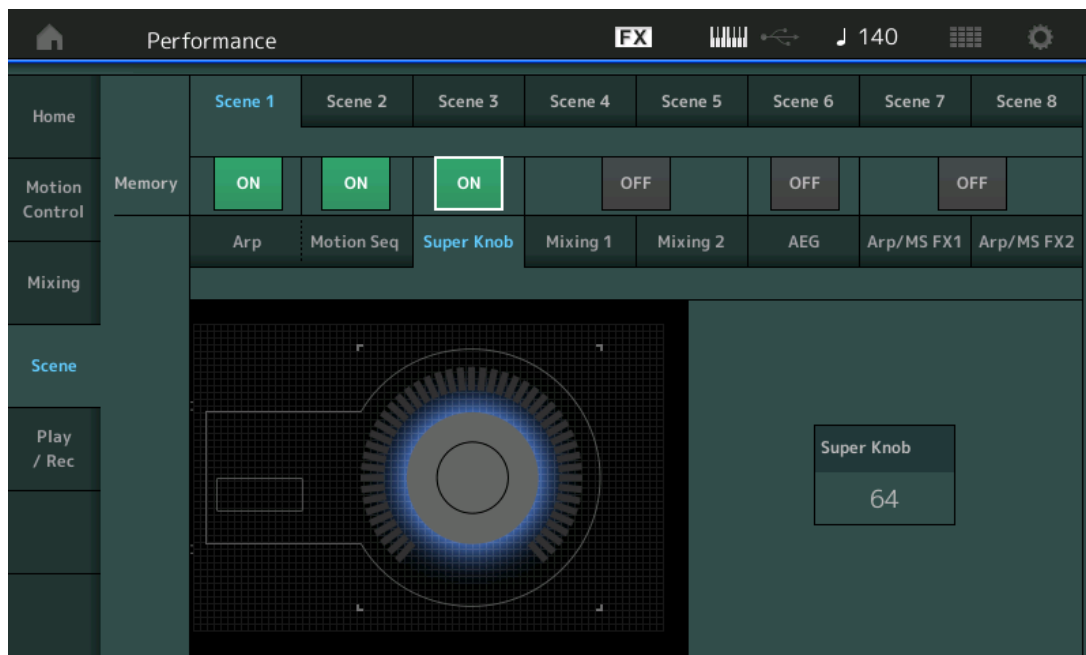 Performance FX 140
Scene 1 Scene 2 Scene 3 Scene 4 Scene 5 Scene 6 Scene 7 Scene 8
Home
Memory ON ON ON OFF OFF OFF
Motion
Control
Arp Motion Seq Super Knob Mixing 1 Mixing 2 AEG Arp/MS FX1 Arp/MS FX2
Mixing
Scene
Play
/ Rec
Super Knob
64